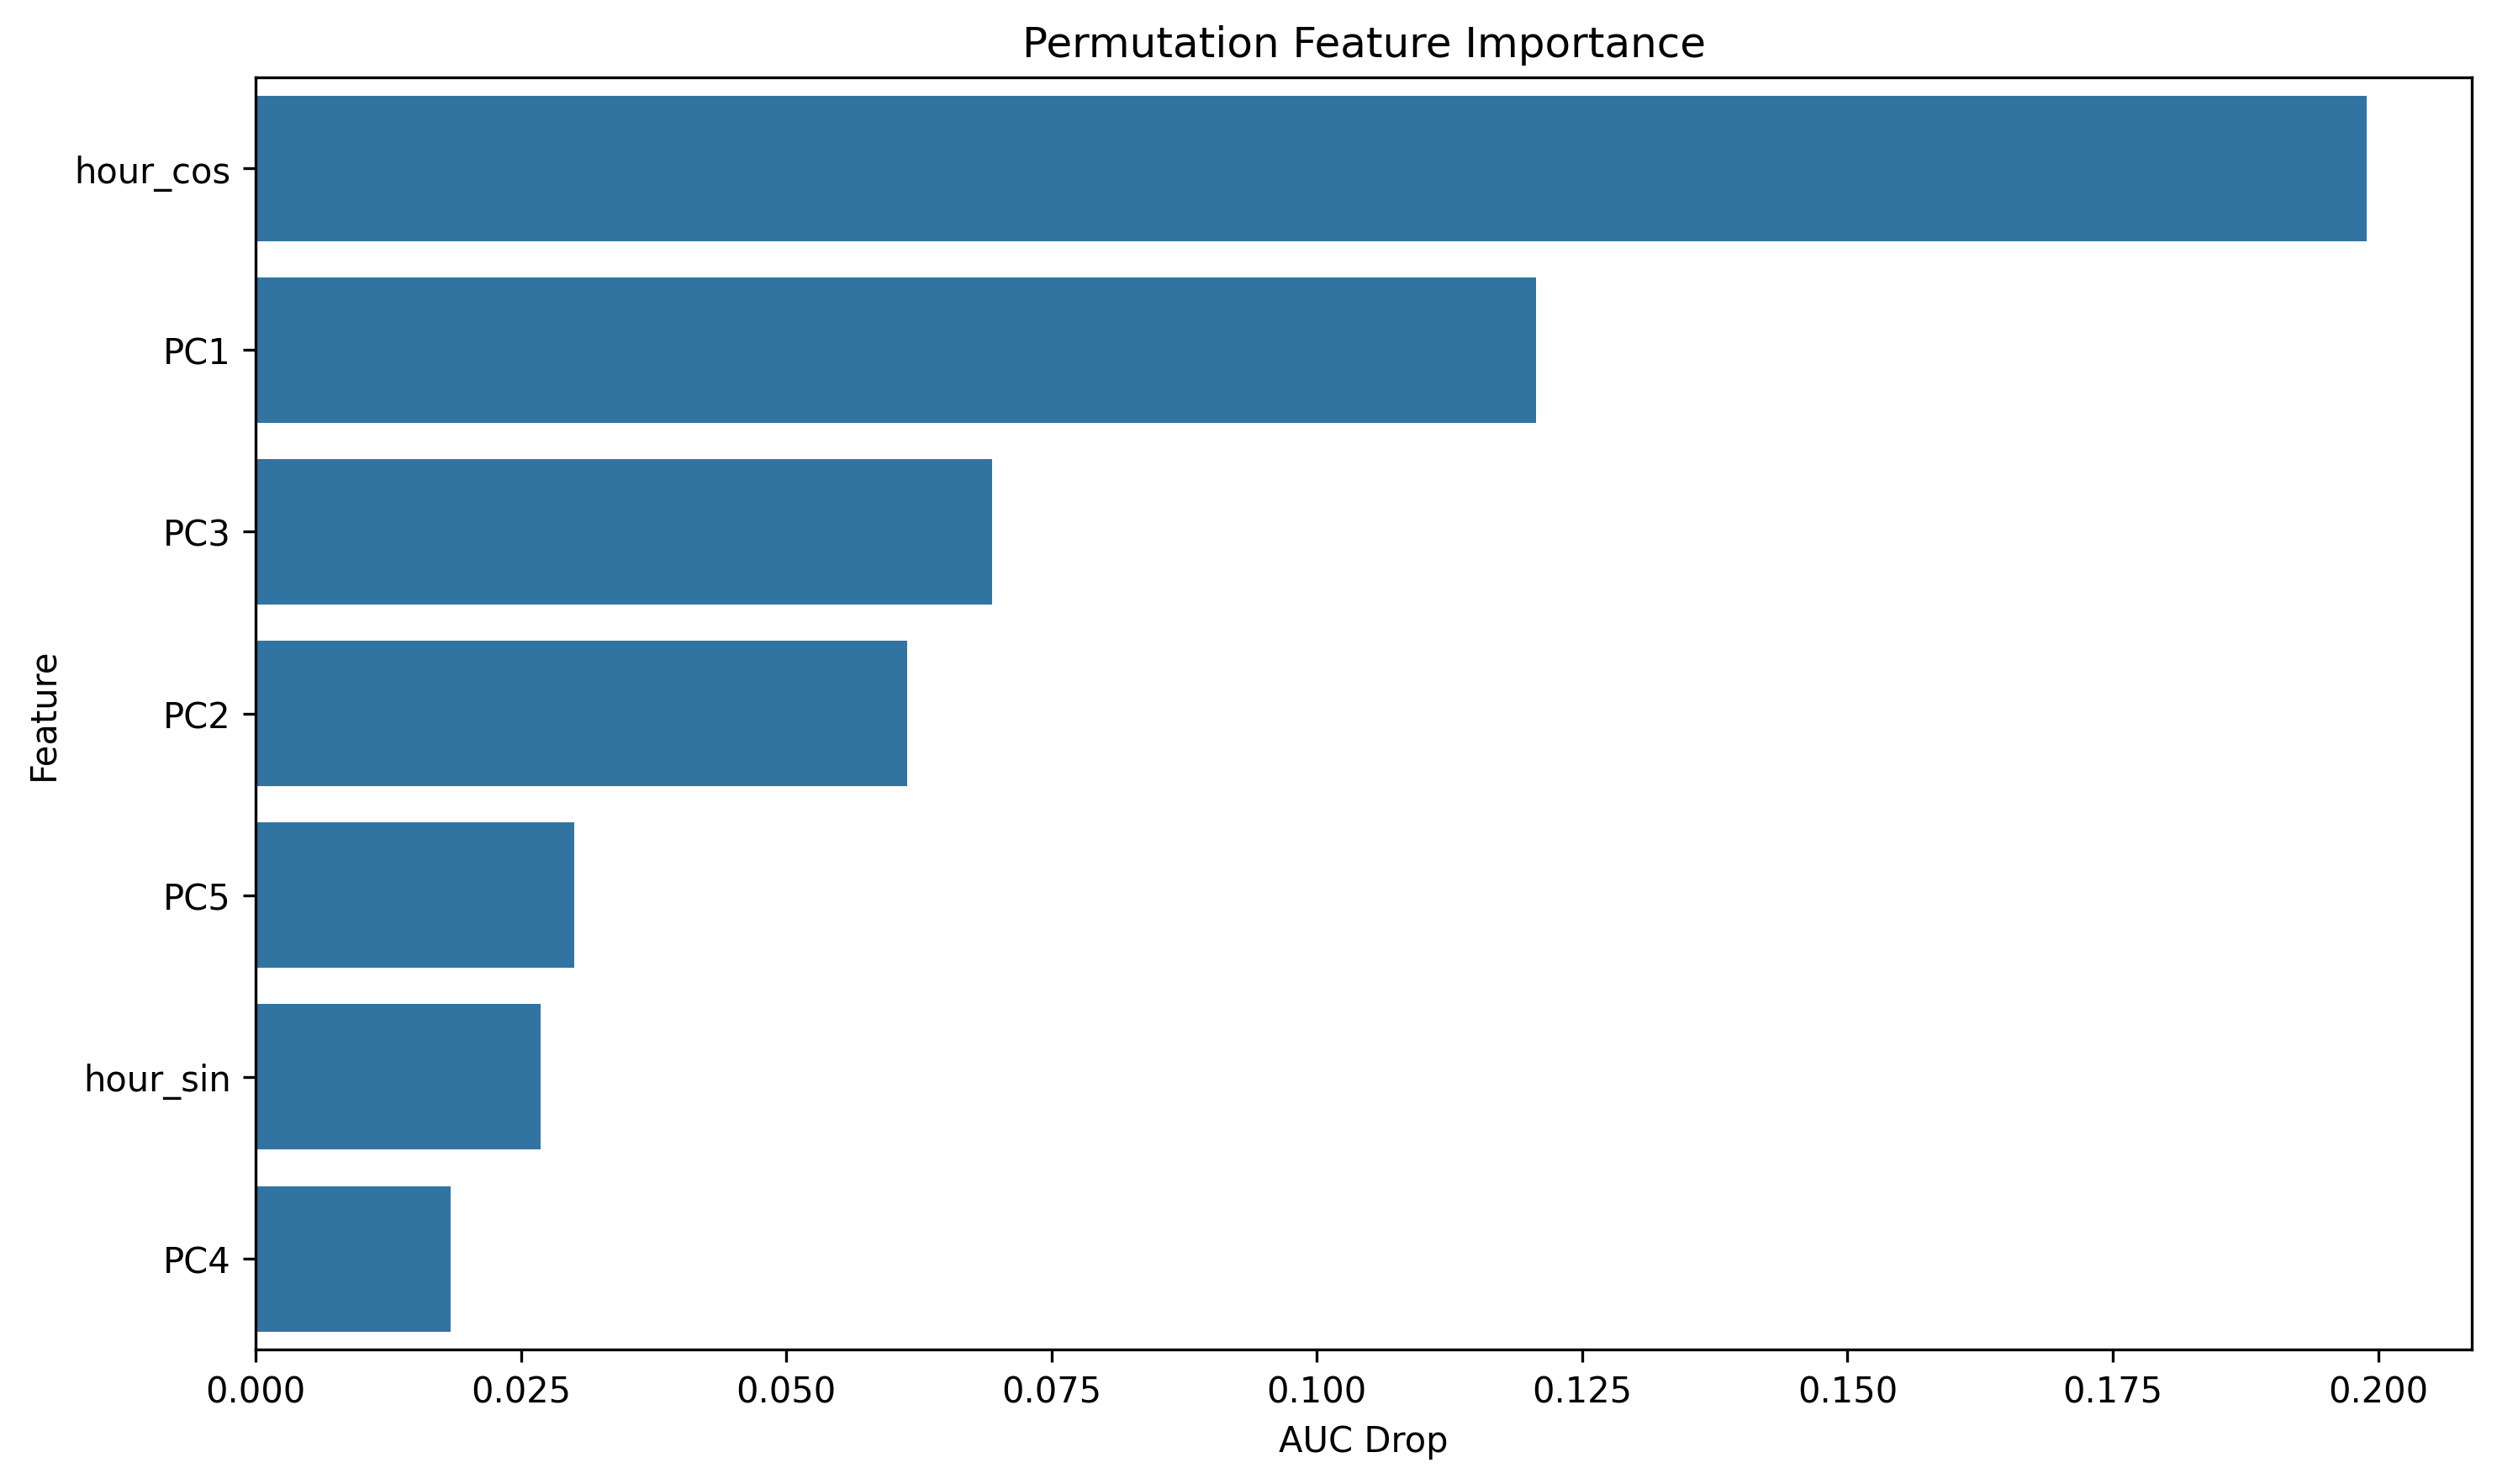 Permutation Feature Importance
hour_cos
PC1
PC3
PC2
PC5
hour_sin
PC4
Feature
0.000 0.025 0.050 0.075 0.100 0.125 0.150 0.175 0.200
AUC Drop